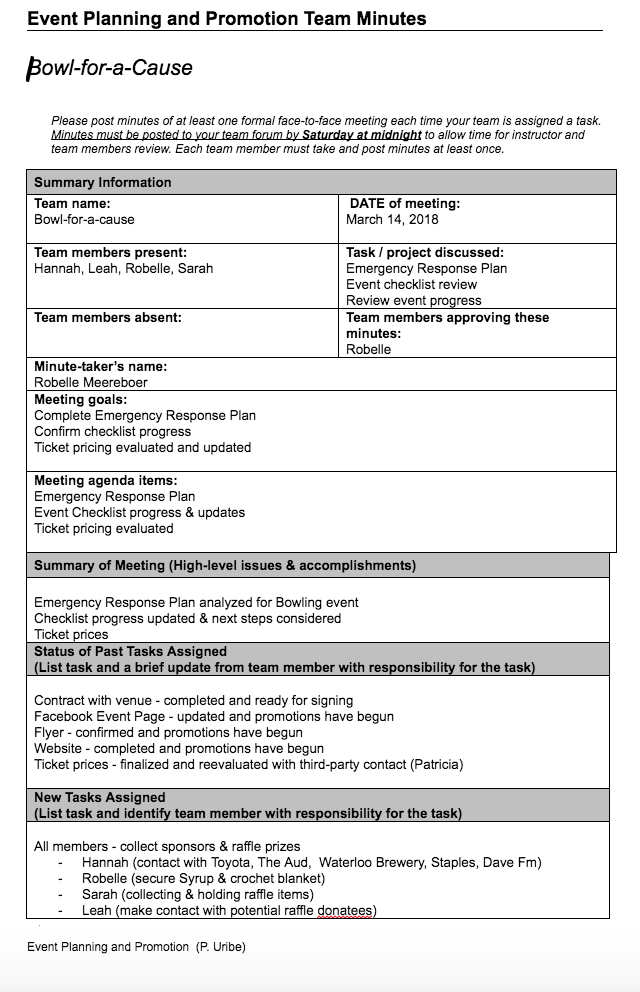 Event Planning and Promotion Team Minutes
Bowl-for-a-Cause
Please post minutes of at least one formal face-to-face meeting each time your team is assigned a task.
Minutes must be posted to your team forum by Saturday at midnight to allow time for instructor and
team members review. Each team member must take and post minutes at least once.
Summary Information
Team name:
Bowl-for-a-cause
DATE of meeting:
March 14, 2018
Team members present:
Hannah, Leah, Robelle, Sarah
Task / project discussed:
Emergency Response Plan
Event checklist review
Review event progress
Team members absent:
Team members approving these
minutes:
Robelle
Minute-taker's name:
Robelle Meereboer
Meeting goals:
Complete Emergency Response Plan
Confirm checklist progress
Ticket pricing evaluated and updated
Meeting agenda items:
Emergency Response Plan
Event Checklist progress & updates
Ticket pricing evaluated
Summary of Meeting (High-level issues & accomplishments)
Emergency Response Plan analyzed for Bowling event
Checklist progress updated & next steps considered
Ticket prices
Status of Past Tasks Assigned
(List task and a brief update from team member with responsibility for the task)
Contract with venue - completed and ready for signing
Facebook Event Page - updated and promotions have begun
Flyer - confirmed and promotions have begun
Website - completed and promotions have begun
Ticket prices - finalized and reevaluated with third-party contact (Patricia)
New Tasks Assigned
(List task and identify team member with responsibility for the task)
All members - collect sponsors & raffle prizes
- Hannah (contact with Toyota, The Aud, Waterloo Brewery, Staples, Dave Fm)
- Robelle (secure Syrup & crochet blanket)
- Sarah (collecting & holding raffle items)
- Leah (make contact with potential raffle donatees)
Event Planning and Promotion (P. Uribe)